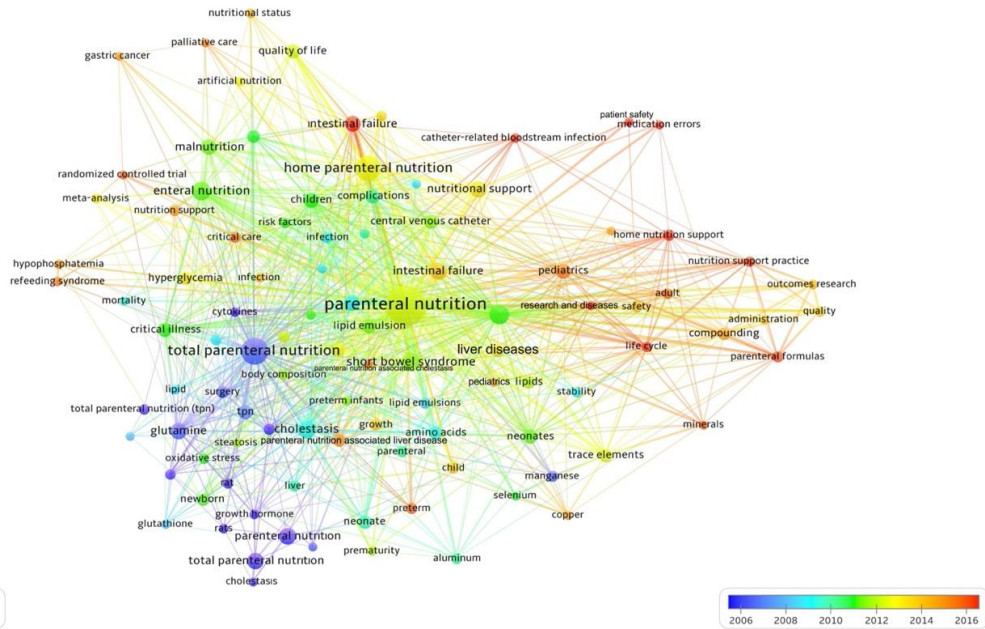 nutritional status
palliative care
quality of life
gastric cancer
artificial nutrition
patient safety
intestinal failure
medication errors
catheter-related bloodstream infection
malnutrition
home parenteral nutrition
randomized controlled trial
enteral nutrition
nutritional support
meta-analysis
children
complications
nutrition support
risk factors
central venous catheter
critical care
infection
home nutrition support
hypophosphatemia
nutrition support practice
refeeding syndrome
hyperglycemia
infection
intestinal failure
pediatrics
outcomes research
mortality
adult
cytokines
parenteral nutrition
research and diseases
safety
quality
critical illness
lipid emulsion
administration
compounding
total parenteral nutrition
liver diseases
life cycle
parenteral formulas
short bowel syndrome
parenteral nutrition associated cholestasis
body composition
pediatrics
lipids
lipid
surgery
stability
total parenteral nutrition (tpn)
tpn
preterm infants
lipid emulsions
glutamine
cholestasis
growth
amino acids
minerals
steatosis
parenteral nutrition associated liver disease
neonates
parenteral
oxidative stress
trace elements
child
rat
liver
manganese
newborn
selenium
glutathione
growth hormone
preterm
copper
rats
neonate
parenteral nutrition
prematurity
total parenteral nutrition
aluminum
cholestasis
2006 2008 2010 2012 2014 2016